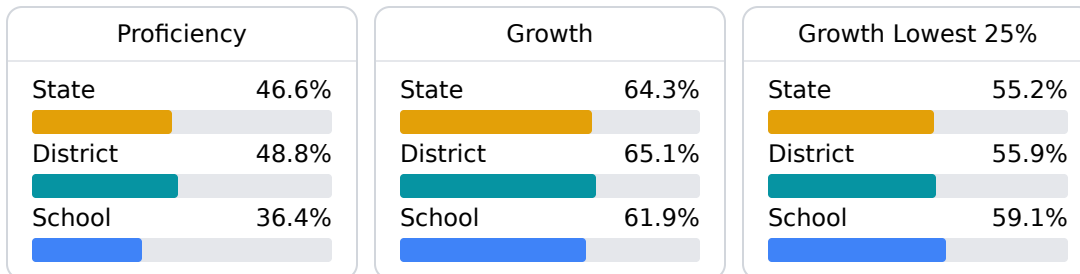 Proficiency
State 46.6%
District 48.8%
School 36.4%
Growth
State 64.3%
District 65.1%
School 61.9%
Growth Lowest 25%
State 55.2%
District 55.9%
School 59.1%